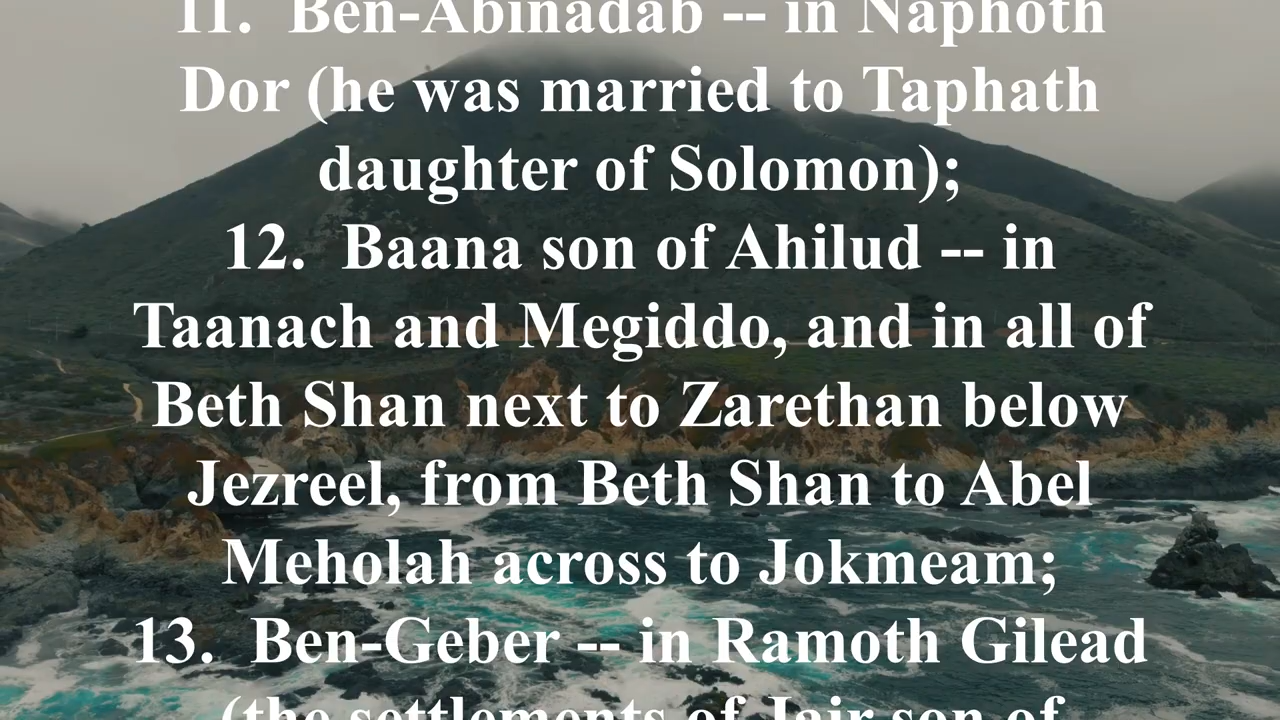 11.  Ben-Abinadab -- in Naphoth
Dor (he was married to Taphath
daughter of Solomon);
12.  Baana son of Ahilud -- in
Taanach and Megiddo, and in all of
Beth Shan next to Zarethan below
Jezreel, from Beth Shan to Abel
Meholah across to Jokmeam;
13.  Ben-Geber -- in Ramoth Gilead
(the settlements of Jair son of